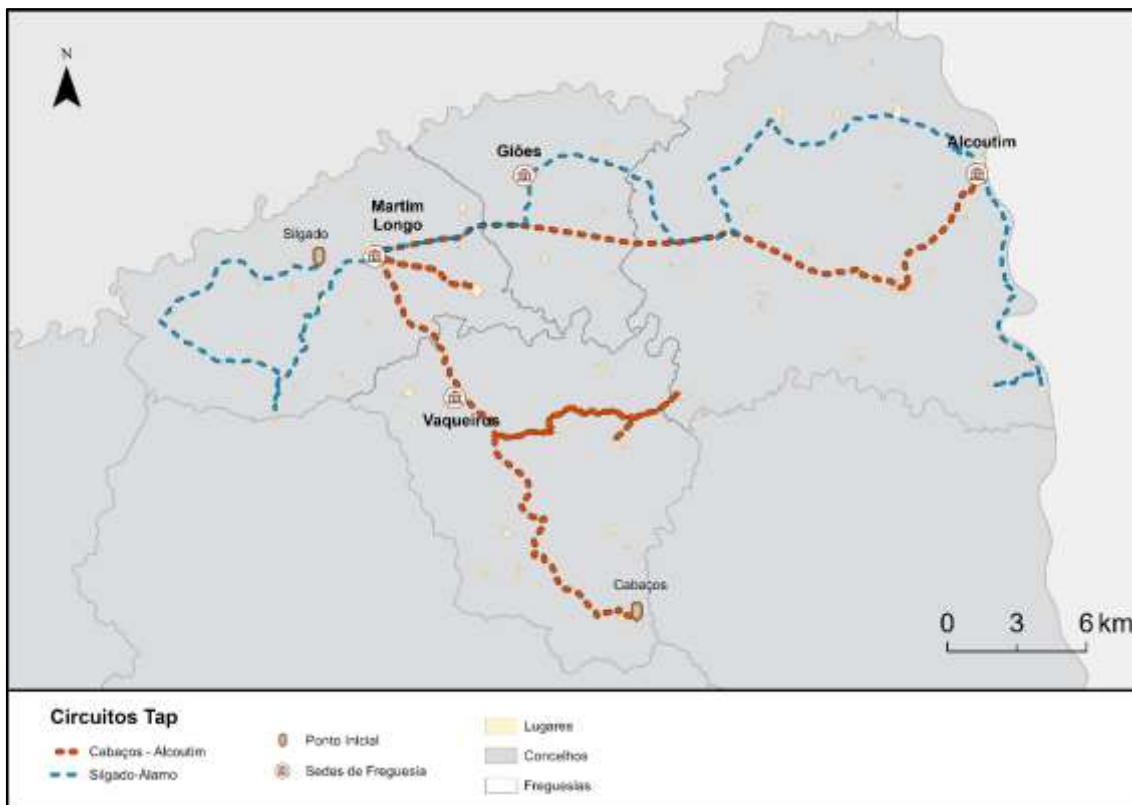 N
Giões
Alcoutim
Martim
Longo
Silgado
Vaqueiros
Cabaços
0 3 6 km
Circuitos Tap
Cabaços - Alcoutim
Silgado-Álamo
Ponto Inicial
Sedes de Freguesia
Lugares
Concelhos
Freguesias